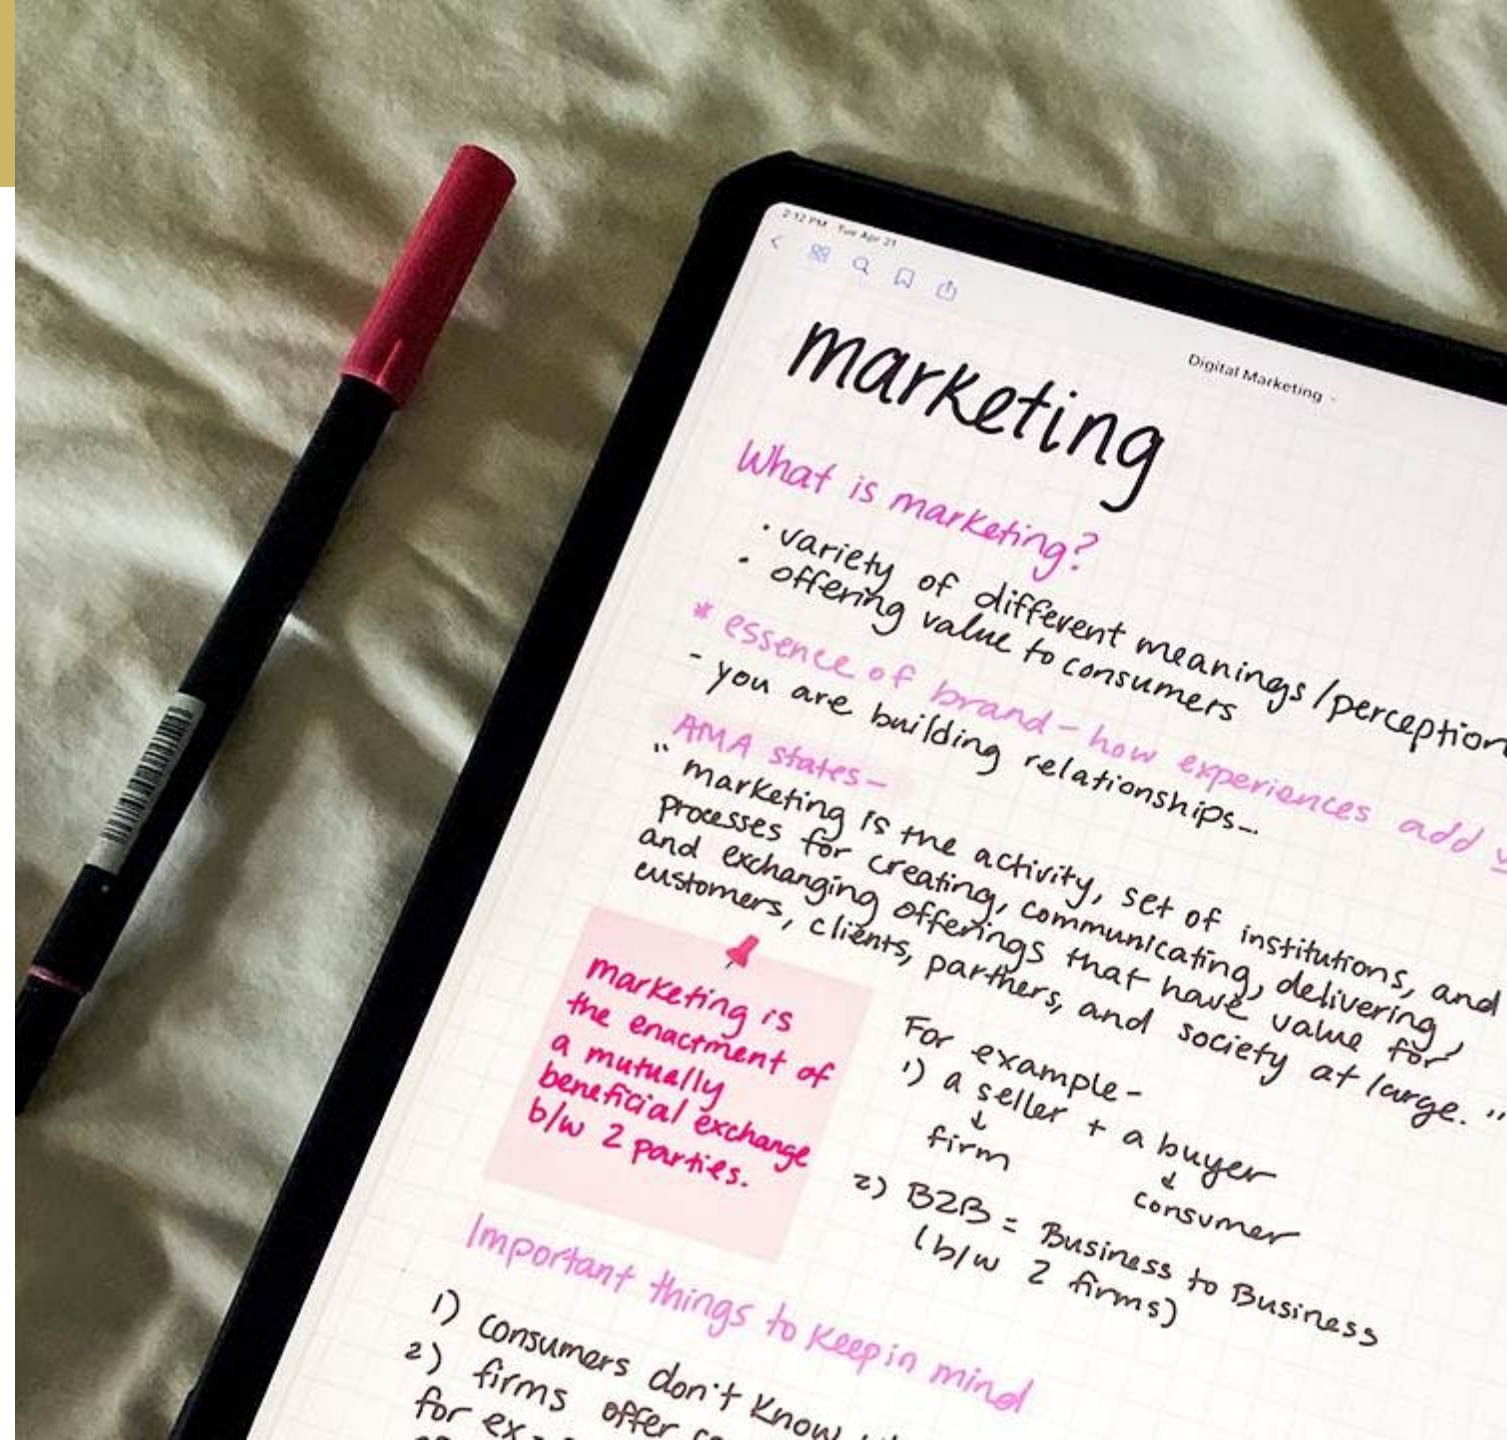 2:12 PM Tue Apr 21
Digital Marketing
marketing
What is marketing?
· variety of different meanings/perception
· offering value to consumers
* essence of brand - how experiences add
- you are building relationships...
AMA states-
" marketing is the activity, set of institutions, and
processes for creating, communicating, delivering,
and exchanging offerings that have value for
customers, clients, partners, and society at large. "
marketing is
the enactment of
a mutually
beneficial exchange
b/w 2 parties.
For example-
1) a seller + a buyer
↓ ↓
firm consumer
2) B2B = Business to Business
(b/w 2 firms)
Important things to keep in mind
1) consumers don't know
2) firms offer
for ex-